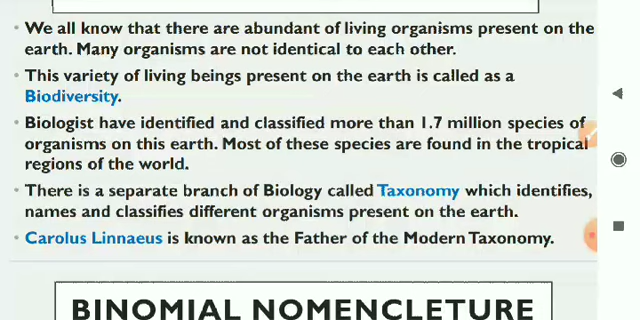 We all know that there are abundant of living organisms present on the
earth. Many organisms are not identical to each other.
This variety of living beings present on the earth is called as a
Biodiversity.
Biologist have identified and classified more than 1.7 million species of
organisms on this earth. Most of these species are found in the tropical
regions of the world.
There is a separate branch of Biology called Taxonomy which identifies,
names and classifies different organisms present on the earth.
Carolus Linnaeus is known as the Father of the Modern Taxonomy.
BINOMIAL NOMENCLETURE